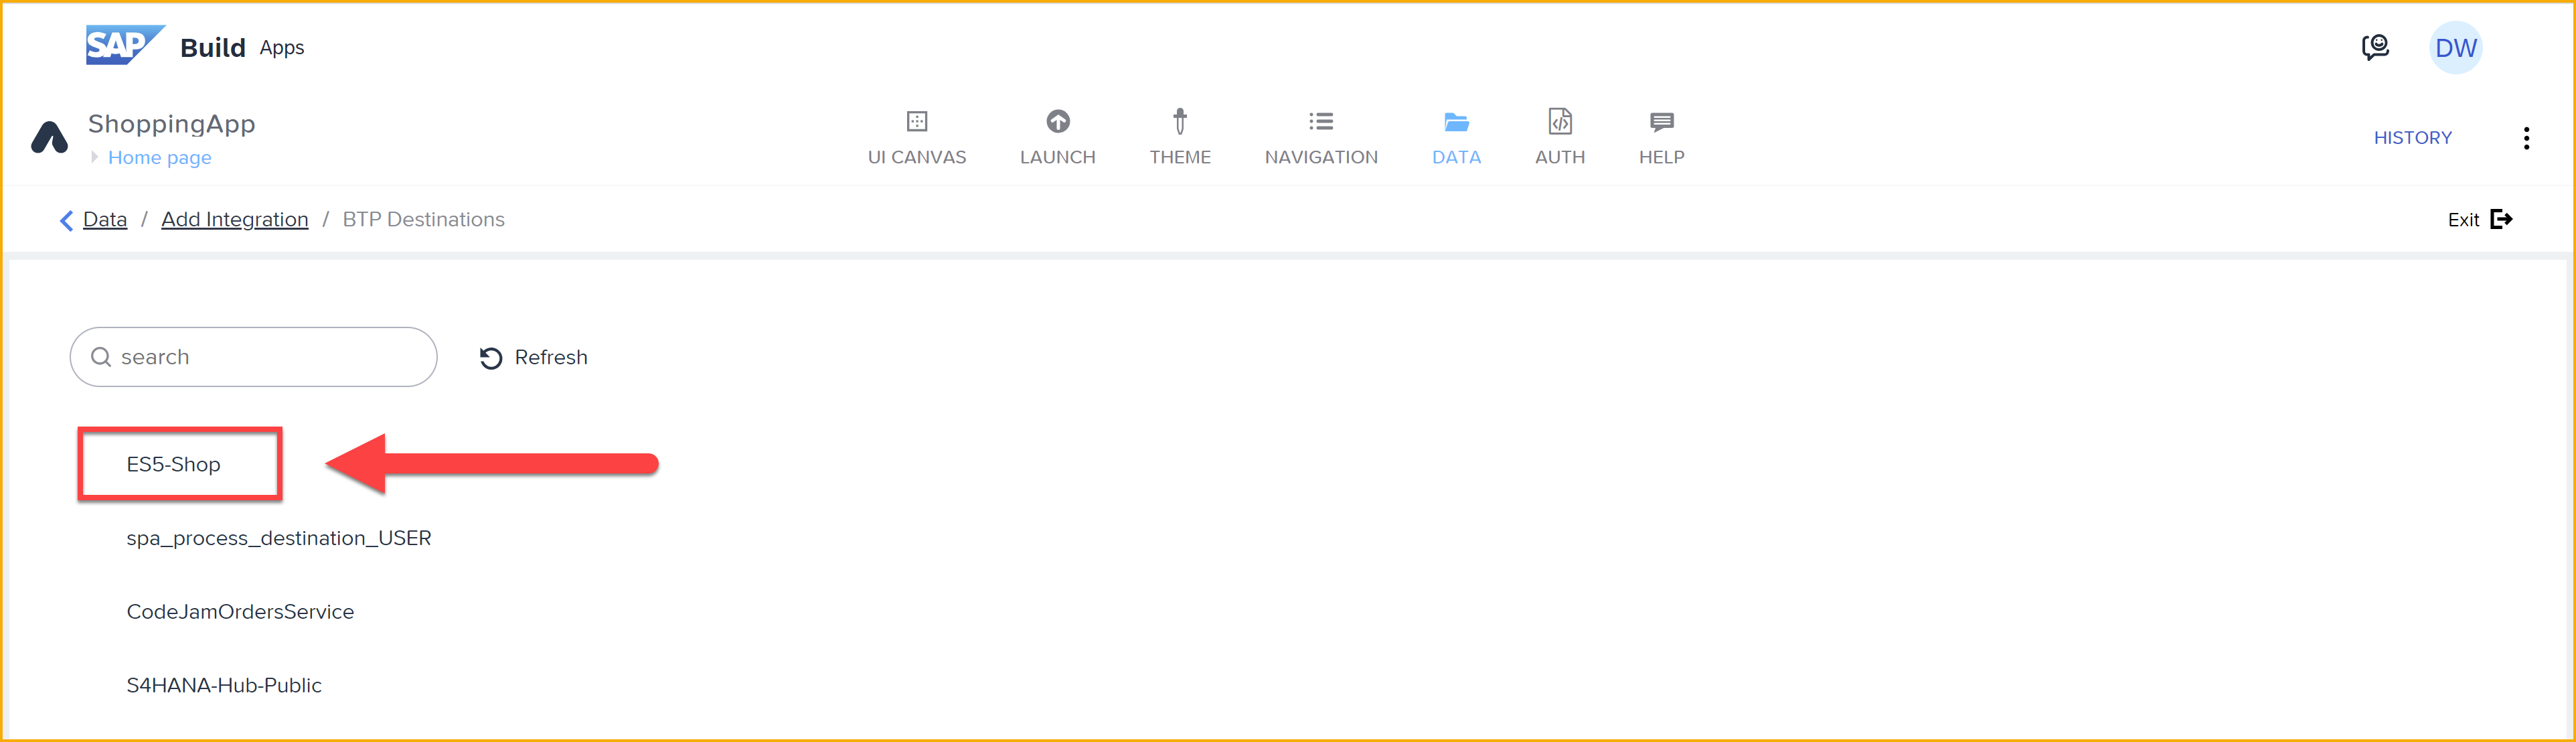 SAP Build Apps
DW
ShoppingApp
Home page
UI CANVAS
LAUNCH
THEME
NAVIGATION
DATA
AUTH
HELP
HISTORY
Data / Add Integration / BTP Destinations
Exit
search
Refresh
ES5-Shop
spa_process_destination_USER
CodeJamOrdersService
S4HANA-Hub-Public